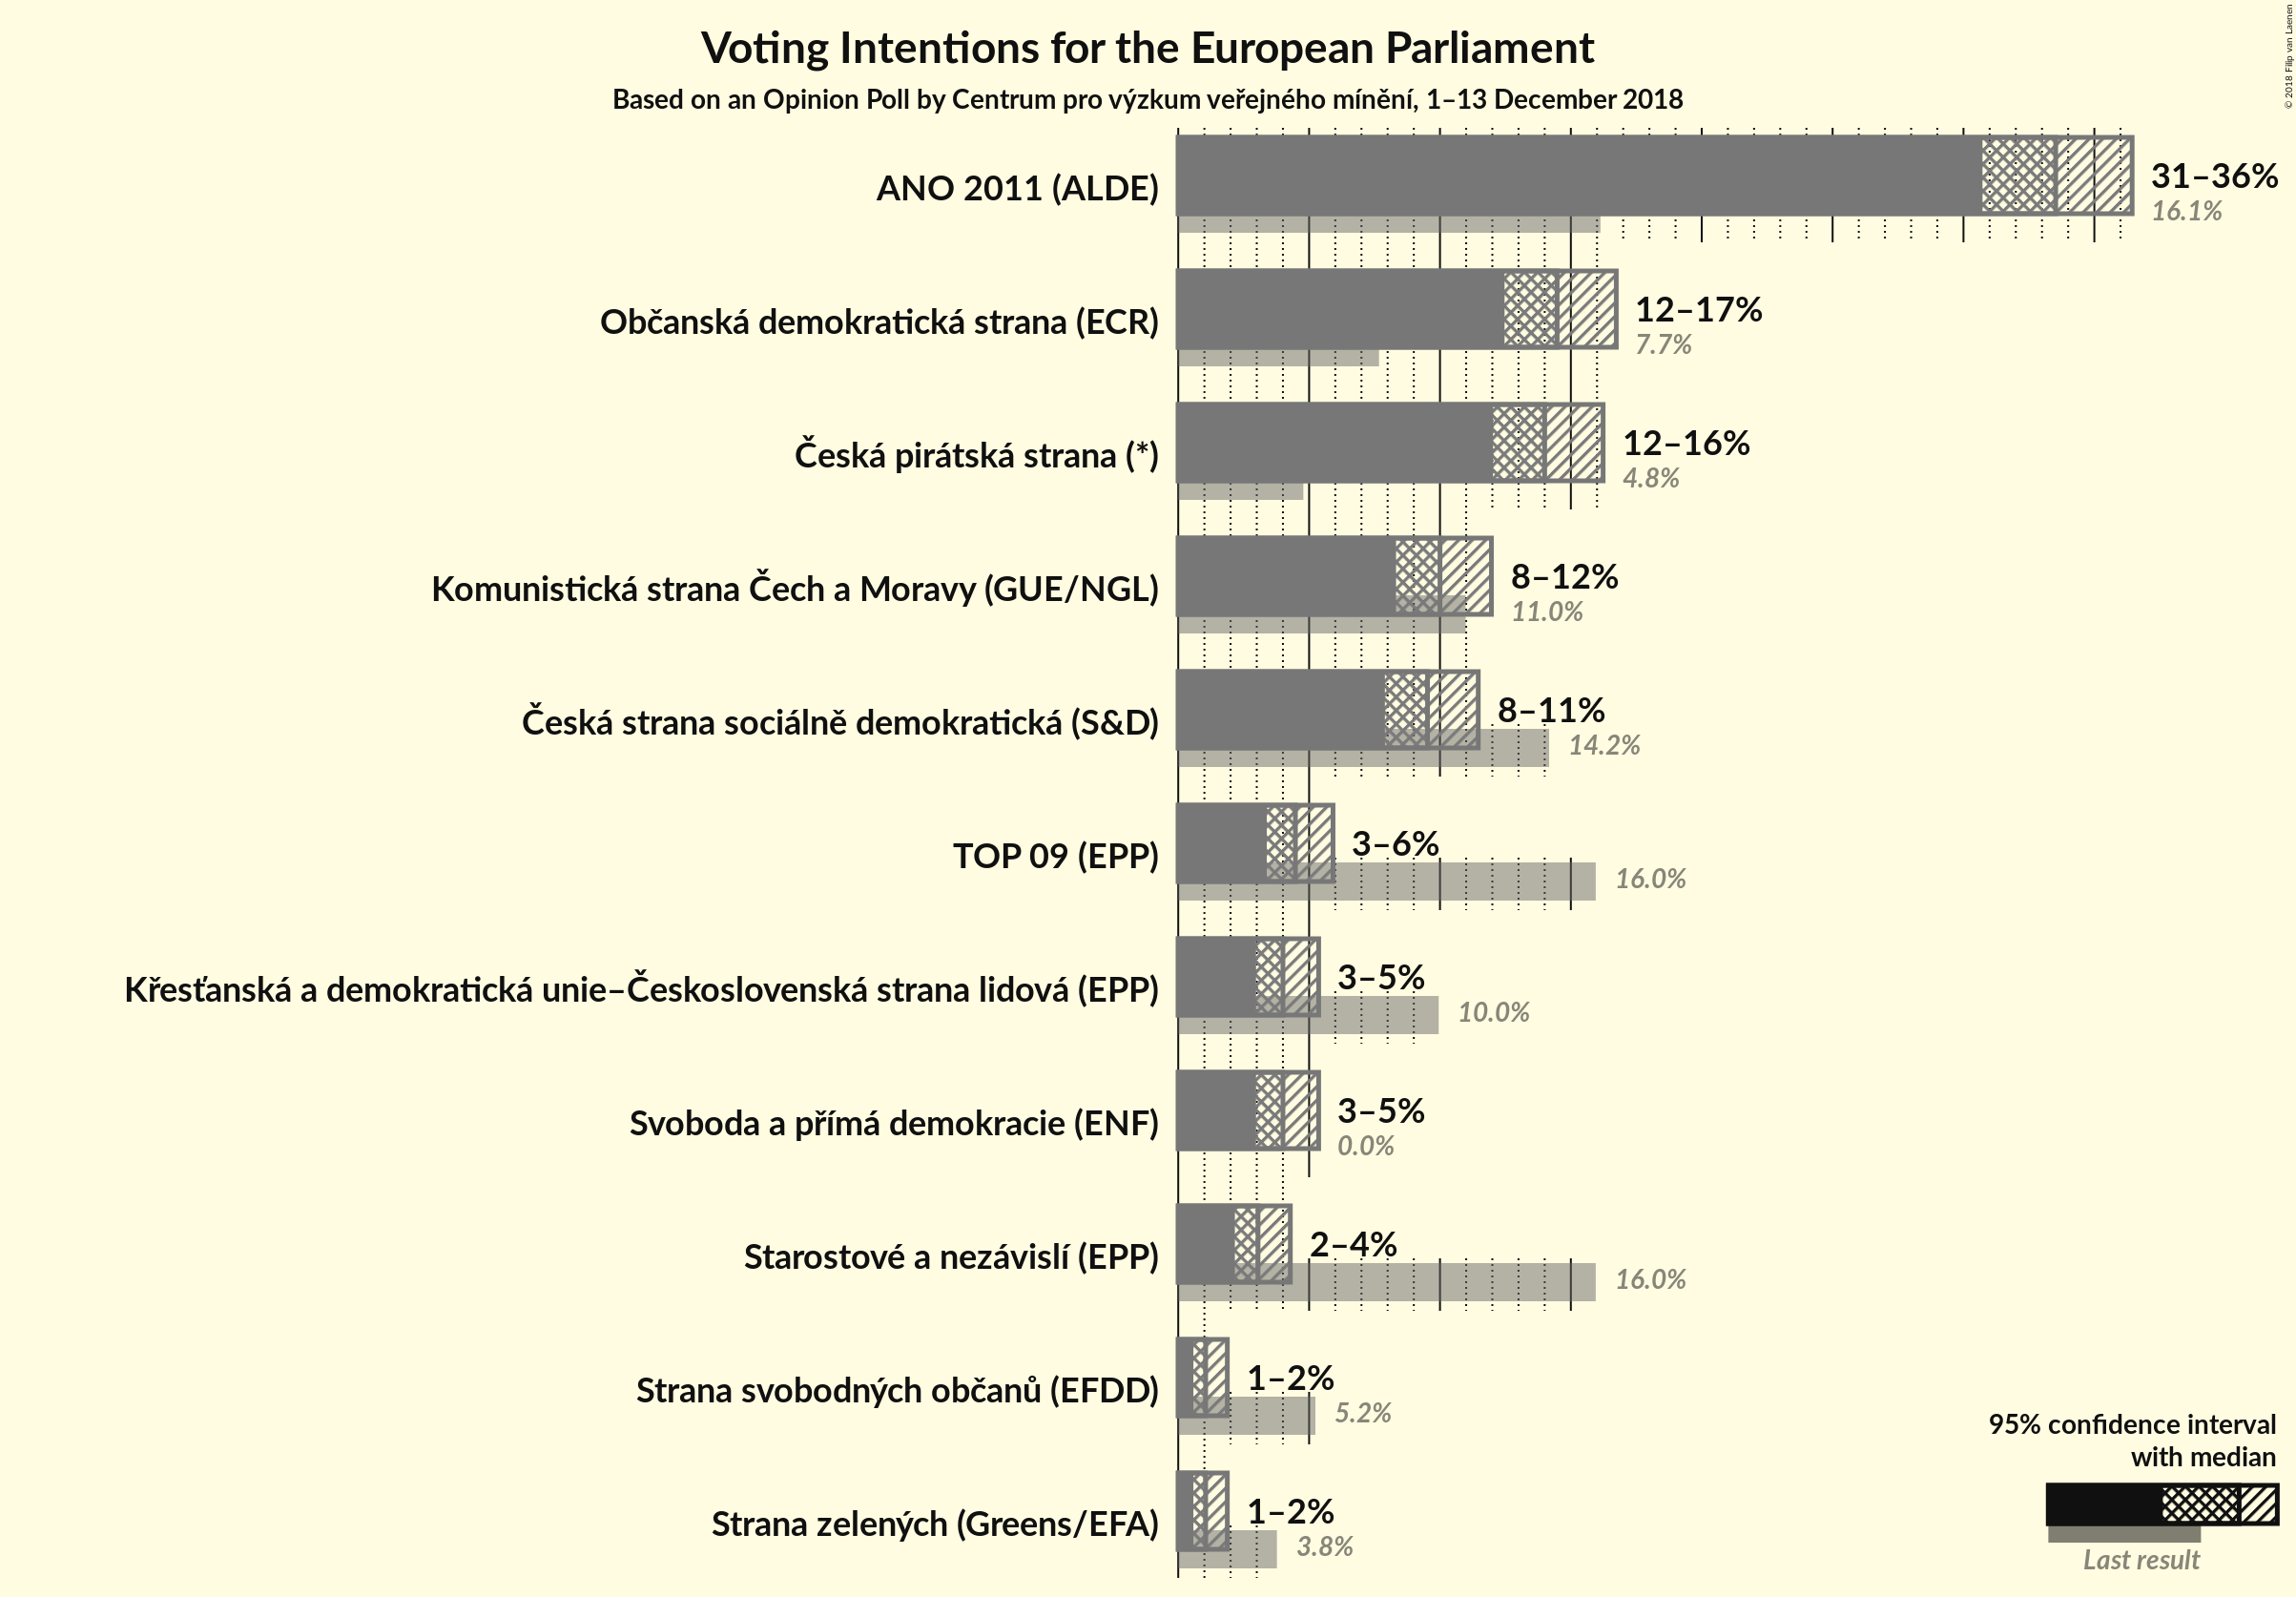 Voting Intentions for the European Parliament
Based on an Opinion Poll by Centrum pro výzkum veřejného mínění, 1–13 December 2018
© 2018 Filip van Laenen
ANO 2011 (ALDE)
31–36%
16.1%
Občanská demokratická strana (ECR)
12–17%
7.7%
Česká pirátská strana (*)
12–16%
4.8%
Komunistická strana Čech a Moravy (GUE/NGL)
8–12%
11.0%
Česká strana sociálně demokratická (S&D)
8–11%
14.2%
TOP 09 (EPP)
3–6%
16.0%
Křesťanská a demokratická unie–Československá strana lidová (EPP)
3–5%
10.0%
Svoboda a přímá demokracie (ENF)
3–5%
0.0%
Starostové a nezávislí (EPP)
2–4%
16.0%
Strana svobodných občanů (EFDD)
1–2%
5.2%
Strana zelených (Greens/EFA)
1–2%
3.8%
95% confidence interval
with median
Last result